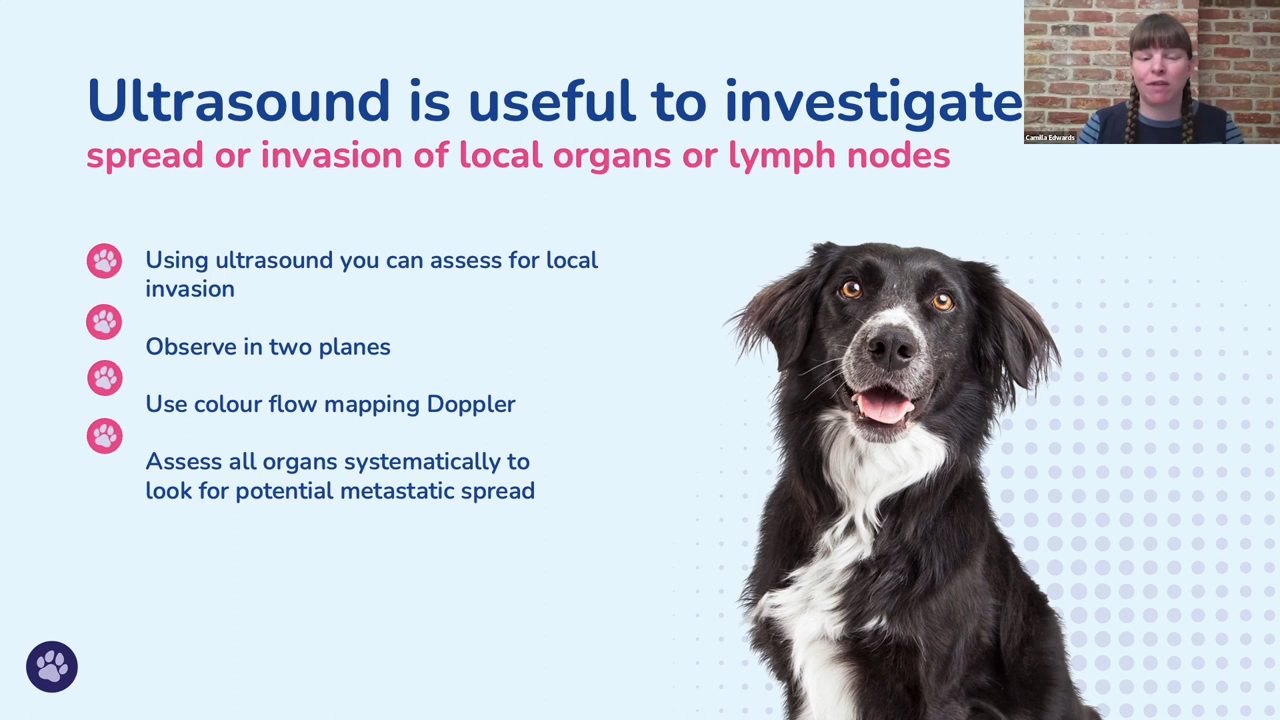 Ultrasound is useful to investigate
spread or invasion of local organs or lymph nodes
Camilla Edwards
Using ultrasound you can assess for local
invasion
Observe in two planes
Use colour flow mapping Doppler
Assess all organs systematically to
look for potential metastatic spread